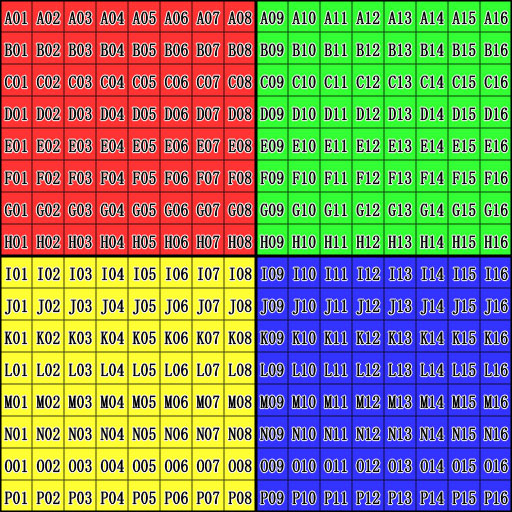 A01 A02 A03 A04 A05 A06 A07 A08 A09 A10 A11 A12 A13 A14 A15 A16
B01 B02 B03 B04 B05 B06 B07 B08 B09 B10 B11 B12 B13 B14 B15 B16
C01 C02 C03 C04 C05 C06 C07 C08 C09 C10 C11 C12 C13 C14 C15 C16
D01 D02 D03 D04 D05 D06 D07 D08 D09 D10 D11 D12 D13 D14 D15 D16
E01 E02 E03 E04 E05 E06 E07 E08 E09 E10 E11 E12 E13 E14 E15 E16
F01 F02 F03 F04 F05 F06 F07 F08 F09 F10 F11 F12 F13 F14 F15 F16
G01 G02 G03 G04 G05 G06 G07 G08 G09 G10 G11 G12 G13 G14 G15 G16
H01 H02 H03 H04 H05 H06 H07 H08 H09 H10 H11 H12 H13 H14 H15 H16
I01 I02 I03 I04 I05 I06 I07 I08 I09 I10 I11 I12 I13 I14 I15 I16
J01 J02 J03 J04 J05 J06 J07 J08 J09 J10 J11 J12 J13 J14 J15 J16
K01 K02 K03 K04 K05 K06 K07 K08 K09 K10 K11 K12 K13 K14 K15 K16
L01 L02 L03 L04 L05 L06 L07 L08 L09 L10 L11 L12 L13 L14 L15 L16
M01 M02 M03 M04 M05 M06 M07 M08 M09 M10 M11 M12 M13 M14 M15 M16
N01 N02 N03 N04 N05 N06 N07 N08 N09 N10 N11 N12 N13 N14 N15 N16
O01 O02 O03 O04 O05 O06 O07 O08 O09 O10 O11 O12 O13 O14 O15 O16
P01 P02 P03 P04 P05 P06 P07 P08 P09 P10 P11 P12 P13 P14 P15 P16